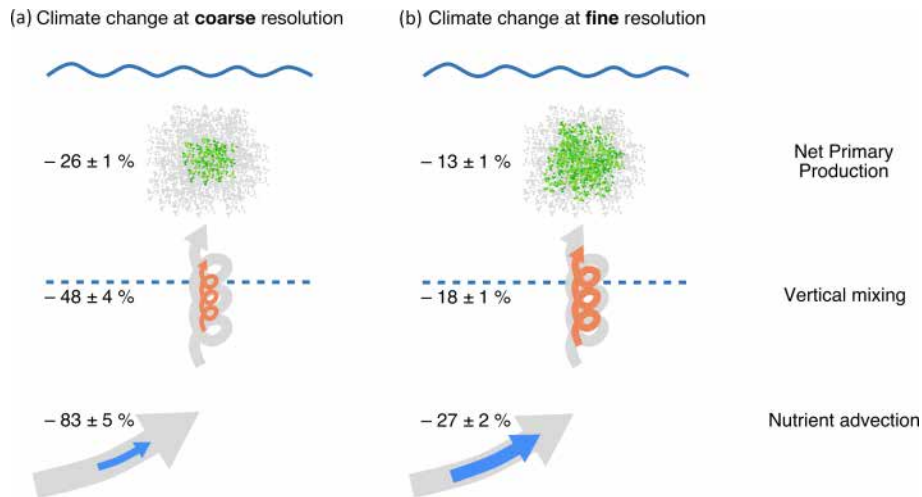 (a) Climate change at coarse resolution
(b) Climate change at fine resolution
– 26 ± 1 %
– 13 ± 1 %
Net Primary
Production
– 48 ± 4 %
– 18 ± 1 %
Vertical mixing
– 83 ± 5 %
– 27 ± 2 %
Nutrient advection